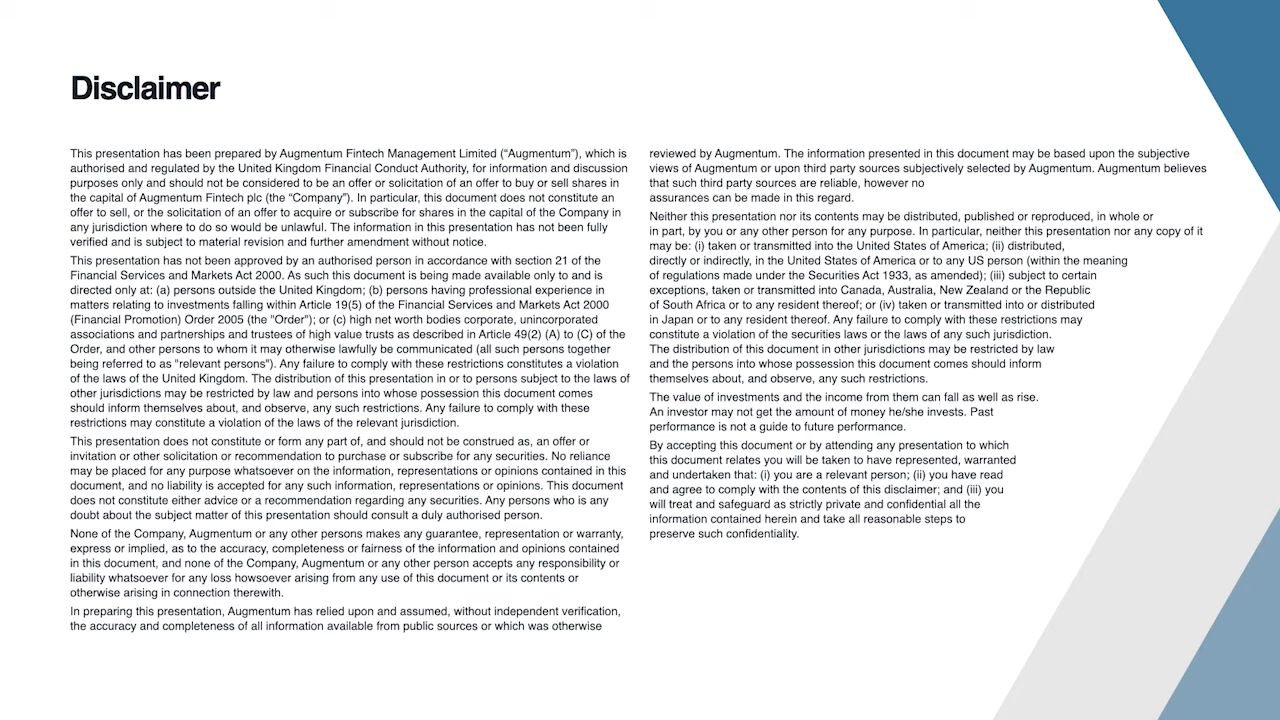 Disclaimer
This presentation has been prepared by Augmentum Fintech Management Limited (“Augmentum”), which is
authorised and regulated by the United Kingdom Financial Conduct Authority, for information and discussion
purposes only and should not be considered to be an offer or solicitation of an offer to buy or sell shares in
the capital of Augmentum Fintech plc (the “Company”). In particular, this document does not constitute an
offer to sell, or the solicitation of an offer to acquire or subscribe for shares in the capital of the Company in
any jurisdiction where to do so would be unlawful. The information in this presentation has not been fully
verified and is subject to material revision and further amendment without notice.
This presentation has not been approved by an authorised person in accordance with section 21 of the
Financial Services and Markets Act 2000. As such this document is being made available only to and is
directed only at: (a) persons outside the United Kingdom; (b) persons having professional experience in
matters relating to investments falling within Article 19(5) of the Financial Services and Markets Act 2000
(Financial Promotion) Order 2005 (the "Order"); or (c) high net worth bodies corporate, unincorporated
associations and partnerships and trustees of high value trusts as described in Article 49(2) (A) to (C) of the
Order, and other persons to whom it may otherwise lawfully be communicated (all such persons together
being referred to as "relevant persons"). Any failure to comply with these restrictions constitutes a violation
of the laws of the United Kingdom. The distribution of this presentation in or to persons subject to the laws of
other jurisdictions may be restricted by law and persons into whose possession this document comes
should inform themselves about, and observe, any such restrictions. Any failure to comply with these
restrictions may constitute a violation of the laws of the relevant jurisdiction.
This presentation does not constitute or form any part of, and should not be construed as, an offer or
invitation or other solicitation or recommendation to purchase or subscribe for any securities. No reliance
may be placed for any purpose whatsoever on the information, representations or opinions contained in this
document, and no liability is accepted for any such information, representations or opinions. This document
does not constitute either advice or a recommendation regarding any securities. Any persons who is any
doubt about the subject matter of this presentation should consult a duly authorised person.
None of the Company, Augmentum or any other persons makes any guarantee, representation or warranty,
express or implied, as to the accuracy, completeness or fairness of the information and opinions contained
in this document, and none of the Company, Augmentum or any other person accepts any responsibility or
liability whatsoever for any loss howsoever arising from any use of this document or its contents or
otherwise arising in connection therewith.
In preparing this presentation, Augmentum has relied upon and assumed, without independent verification,
the accuracy and completeness of all information available from public sources or which was otherwise
reviewed by Augmentum. The information presented in this document may be based upon the subjective
views of Augmentum or upon third party sources subjectively selected by Augmentum. Augmentum believes
that such third party sources are reliable, however no
assurances can be made in this regard.
Neither this presentation nor its contents may be distributed, published or reproduced, in whole or
in part, by you or any other person for any purpose. In particular, neither this presentation nor any copy of it
may be: (i) taken or transmitted into the United States of America; (ii) distributed,
directly or indirectly, in the United States of America or to any US person (within the meaning
of regulations made under the Securities Act 1933, as amended); (iii) subject to certain
exceptions, taken or transmitted into Canada, Australia, New Zealand or the Republic
of South Africa or to any resident thereof; or (iv) taken or transmitted into or distributed
in Japan or to any resident thereof. Any failure to comply with these restrictions may
constitute a violation of the securities laws or the laws of any such jurisdiction.
The distribution of this document in other jurisdictions may be restricted by law
and the persons into whose possession this document comes should inform
themselves about, and observe, any such restrictions.
The value of investments and the income from them can fall as well as rise.
An investor may not get the amount of money he/she invests. Past
performance is not a guide to future performance.
By accepting this document or by attending any presentation to which
this document relates you will be taken to have represented, warranted
and undertaken that: (i) you are a relevant person; (ii) you have read
and agree to comply with the contents of this disclaimer; and (iii) you
will treat and safeguard as strictly private and confidential all the
information contained herein and take all reasonable steps to
preserve such confidentiality.